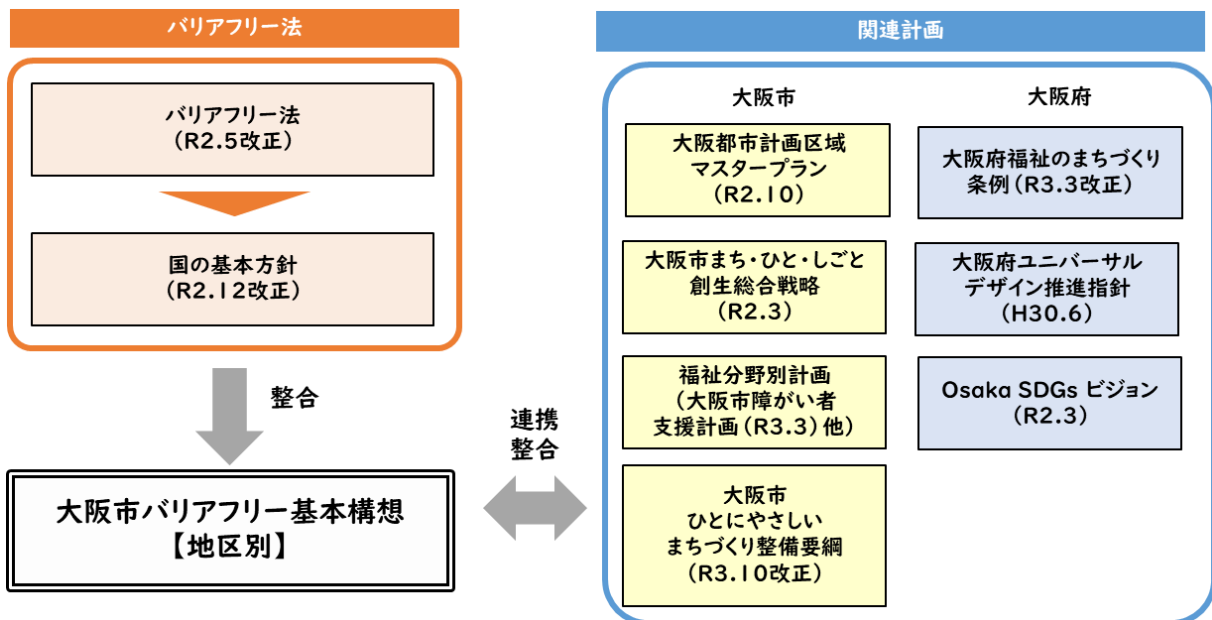 バリアフリー法
バリアフリー法
(R2.5改正)
国の基本方針
(R2.12改正)
整合
大阪市バリアフリー基本構想
【地区別】
連携
整合
関連計画
大阪市
大阪都市計画区域
マスタープラン
(R2.10)
大阪市まち・ひと・しごと
創生総合戦略
(R2.3)
福祉分野別計画
(大阪市障がい者
支援計画(R3.3)他)
大阪市
ひとにやさしい
まちづくり整備要綱
(R3.10改正)
大阪府
大阪府福祉のまちづくり
条例(R3.3改正)
大阪府ユニバーサル
デザイン推進指針
(H30.6)
Osaka SDGs ビジョン
(R2.3)